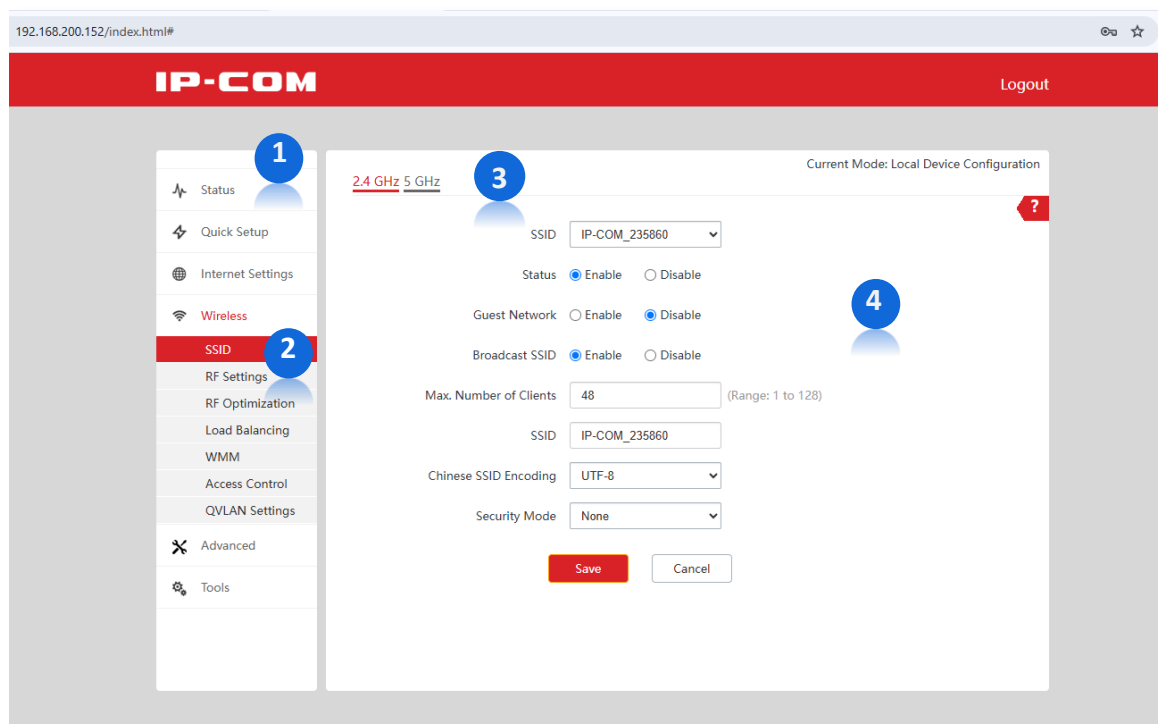 192.168.200.152/index.html#
IP-COM
Logout
1
Status
Quick Setup
Internet Settings
Wireless
SSID
2
RF Settings
RF Optimization
Load Balancing
WMM
Access Control
QVLAN Settings
Advanced
Tools
Current Mode: Local Device Configuration
2.4 GHz 5 GHz
3
?
SSID IP-COM_235860
Status Enable Disable
4
Guest Network Enable Disable
Broadcast SSID Enable Disable
Max. Number of Clients 48 (Range: 1 to 128)
SSID IP-COM_235860
Chinese SSID Encoding UTF-8
Security Mode None
Save Cancel